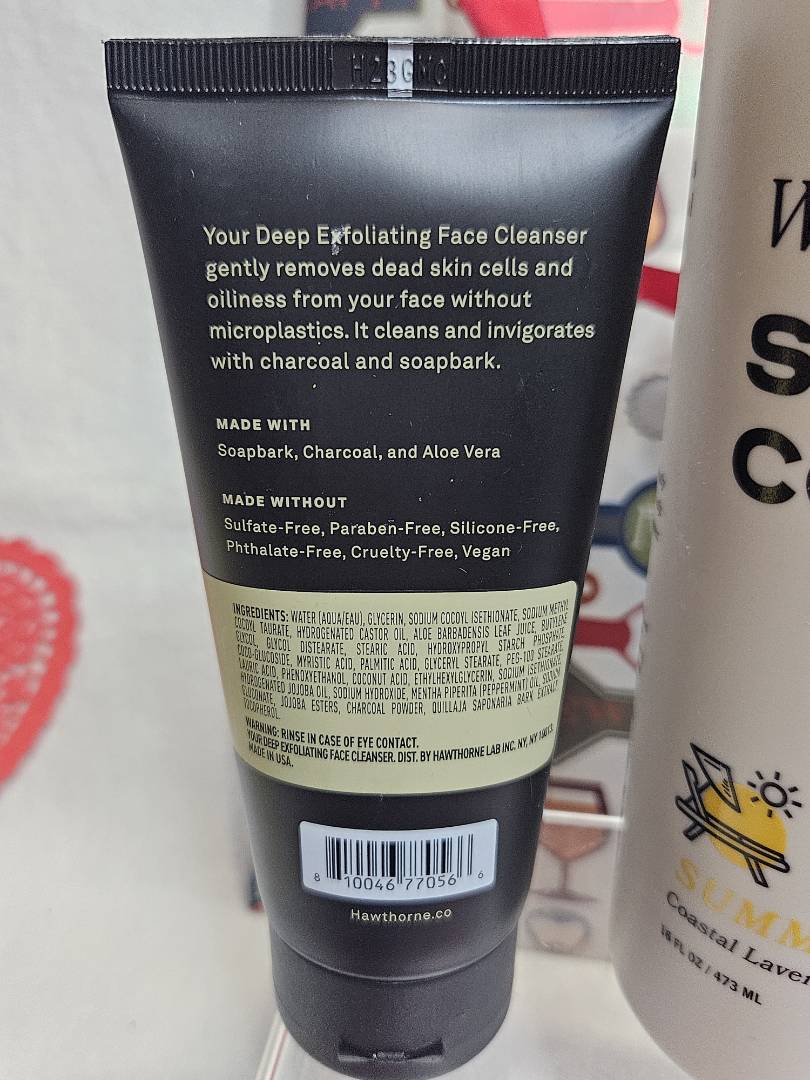 H28GMO
Your Deep Exfoliating Face Cleanser
gently removes dead skin cells and
oiliness from your face without
microplastics. It cleans and invigorates
with charcoal and soapbark.
MADE WITH
Soapbark, Charcoal, and Aloe Vera
MADE WITHOUT
Sulfate-Free, Paraben-Free, Silicone-Free,
Phthalate-Free, Cruelty-Free, Vegan
INGREDIENTS: WATER (AQUA/EAU), GLYCERIN, SODIUM COCOYL ISETHIONATE, SODIUM METHYL
COCOYL TAURATE, HYDROGENATED CASTOR OIL, ALOE BARBADENSIS LEAF JUICE, BUTYLENE
GLYCOL, GLYCOL DISTEARATE, STEARIC ACID, HYDROXYPROPYL STARCH PHOSPHATE,
COCO-GLUCOSIDE, MYRISTIC ACID, PALMITIC ACID, GLYCERYL STEARATE, PEG-100 STEARATE,
LAURIC ACID, PHENOXYETHANOL, COCONUT ACID, ETHYLHEXYLGLYCERIN, SODIUM ISETHIONATE,
HYDROGENATED JOJOBA OIL, SODIUM HYDROXIDE, MENTHA PIPERITA (PEPPERMINT) OIL, SODIUM
GLUCONATE, JOJOBA ESTERS, CHARCOAL POWDER, QUILLAJA SAPONARIA BARK EXTRACT,
TOCOPHEROL
WARNING: RINSE IN CASE OF EYE CONTACT.
YOUR DEEP EXFOLIATING FACE CLEANSER. DIST. BY HAWTHORNE LAB INC. NY, NY 10013.
MADE IN USA.
8 10046 77056 6
Hawthorne.co
W
S
C
SUMM
Coastal Laven
16 FL OZ / 473 ML